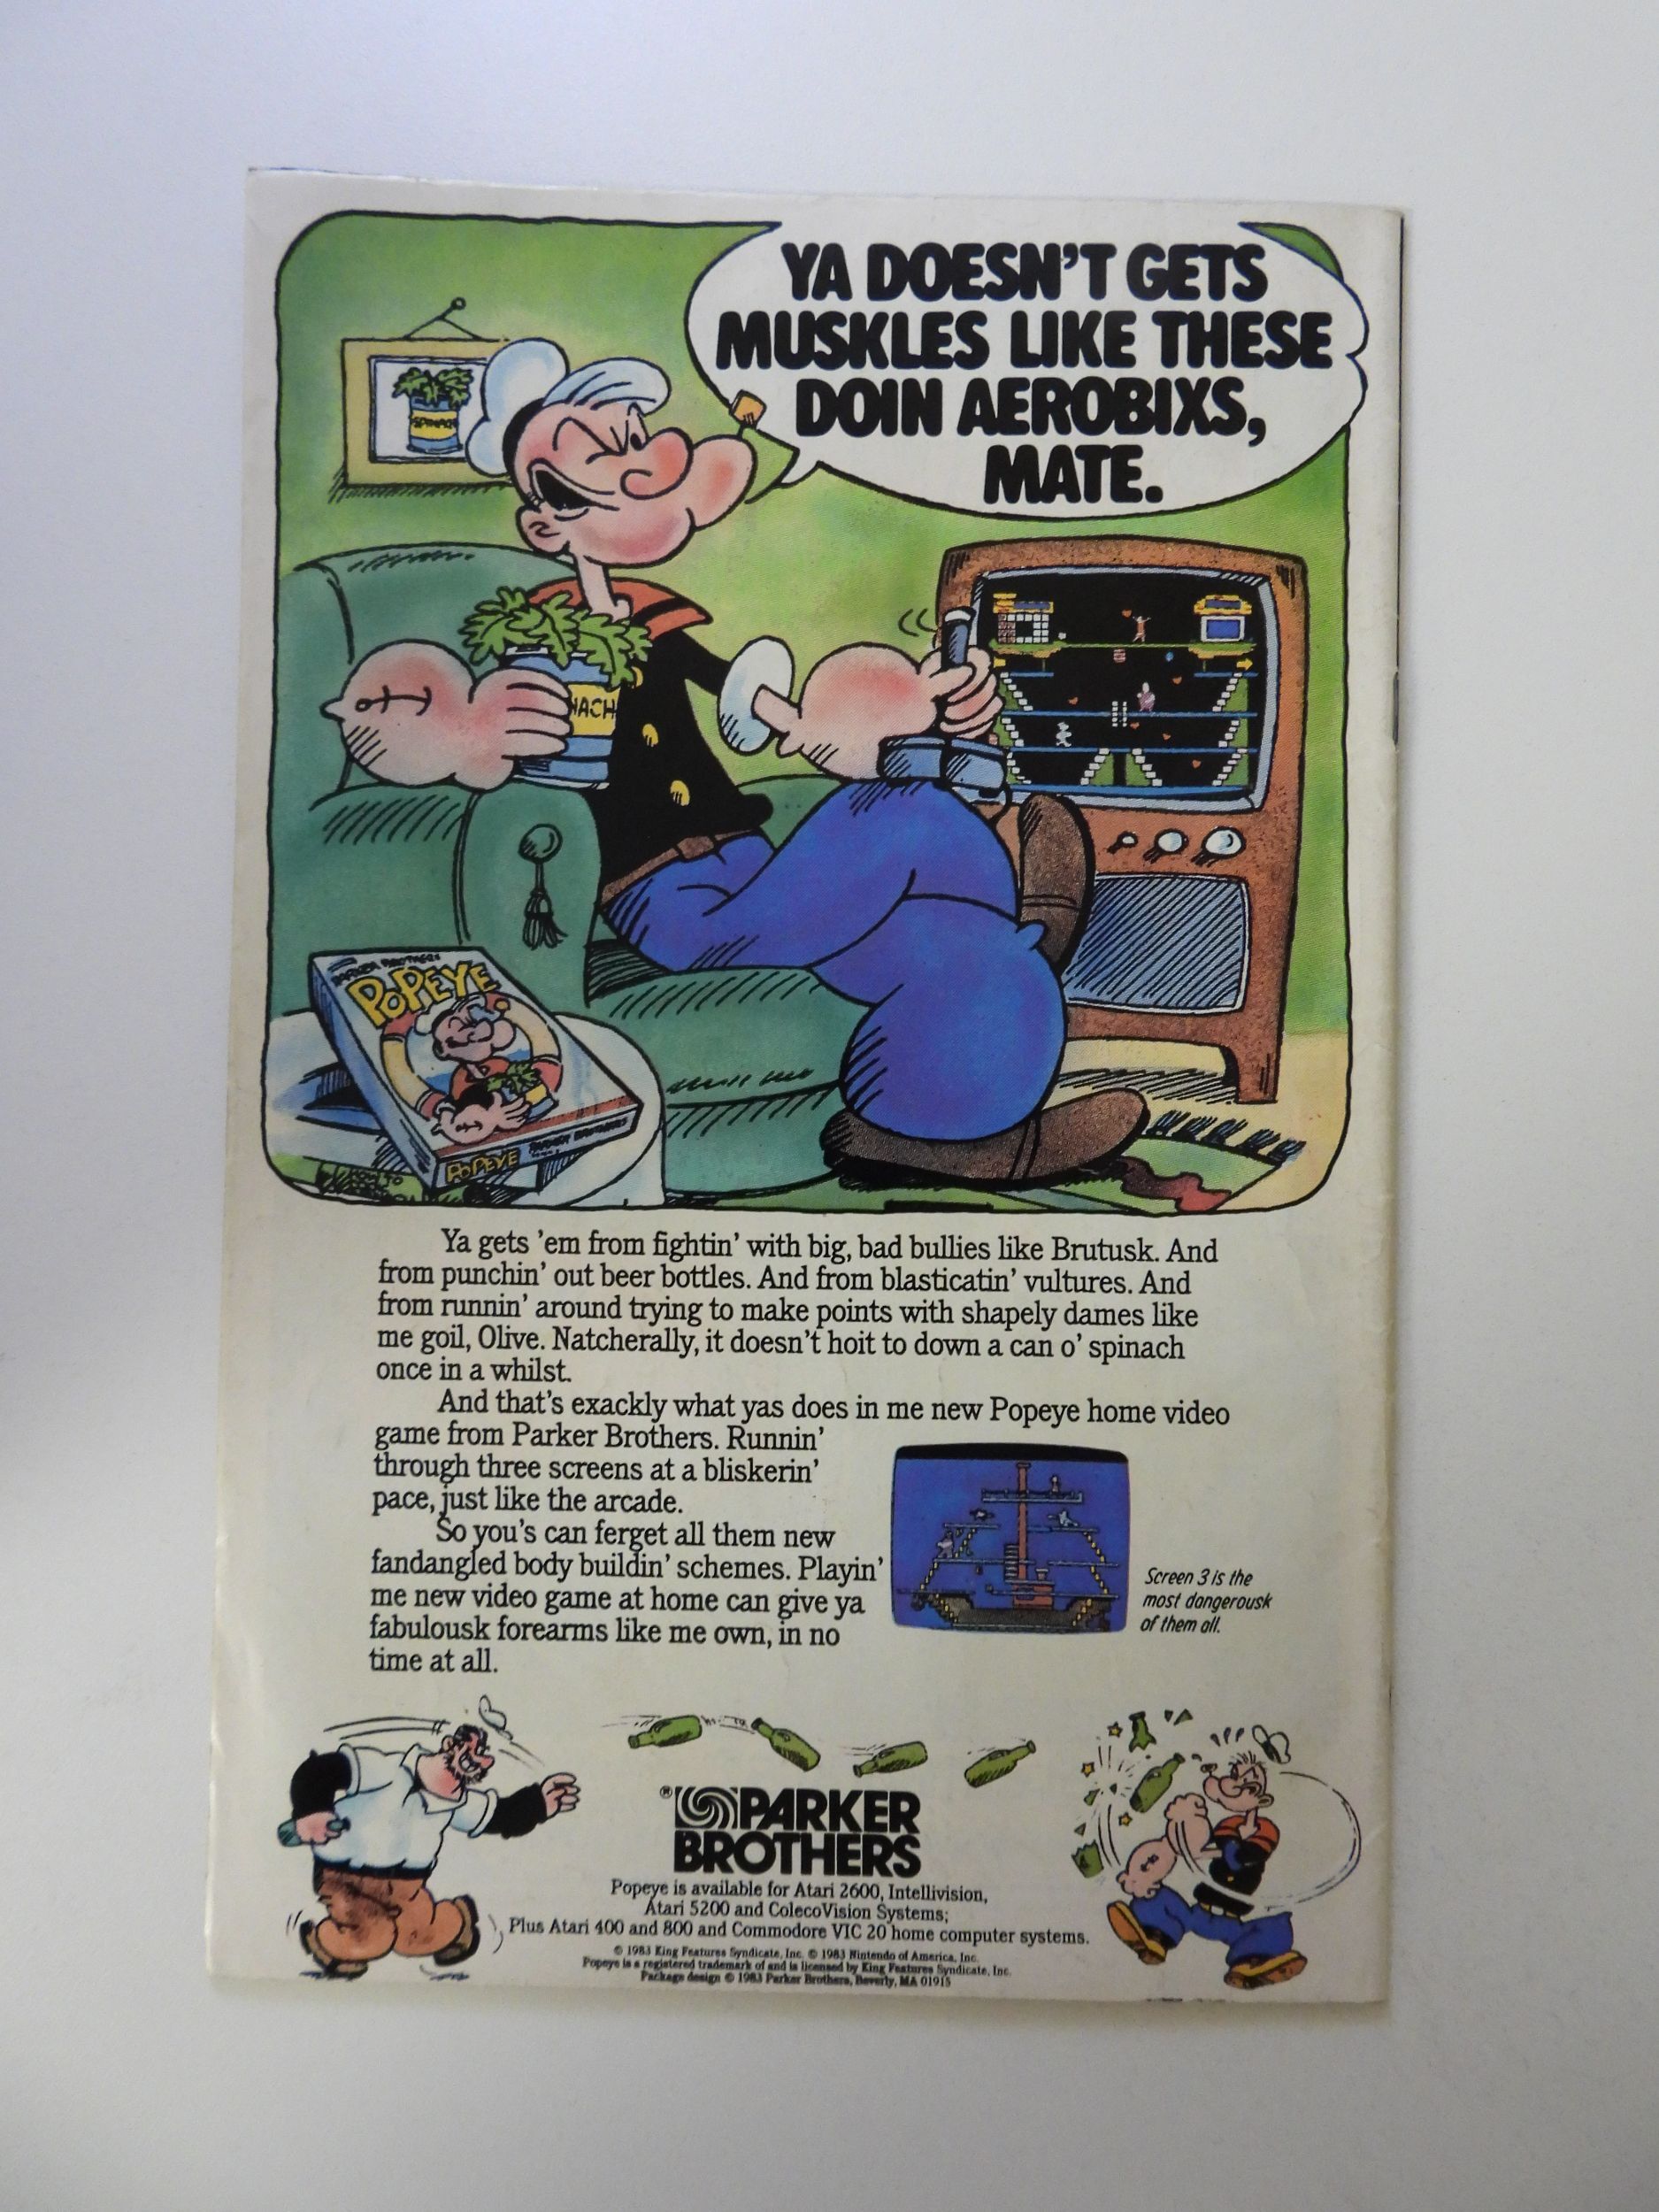 YA DOESN'T GETS
MUSKLES LIKE THESE
DOIN AEROBIXS,
MATE.
SPINACH
NACH
PARKER BROTHERS
POPEYE
POPEYE
PARKER BROTHERS
Ya gets 'em from fightin' with big, bad bullies like Brutusk. And
from punchin' out beer bottles. And from blasticatin' vultures. And
from runnin' around trying to make points with shapely dames like
me goil, Olive. Natcherally, it doesn't hoit to down a can o' spinach
once in a whilst.
And that's exackly what yas does in me new Popeye home video
game from Parker Brothers. Runnin'
through three screens at a bliskerin'
pace, just like the arcade.
So you's can ferget all them new
fandangled body buildin' schemes. Playin'
me new video game at home can give ya
fabulousk forearms like me own, in no
time at all.
Screen 3 is the
most dangerousk
of them all.
® PARKER
BROTHERS
Popeye is available for Atari 2600, Intellivision,
Atari 5200 and ColecoVision Systems;
Plus Atari 400 and 800 and Commodore VIC 20 home computer systems.
© 1983 King Features Syndicate, Inc. © 1983 Nintendo of America, Inc.
Popeye is a registered trademark of and is licensed by King Features Syndicate, Inc.
Package design © 1983 Parker Brothers, Beverly, MA 01915